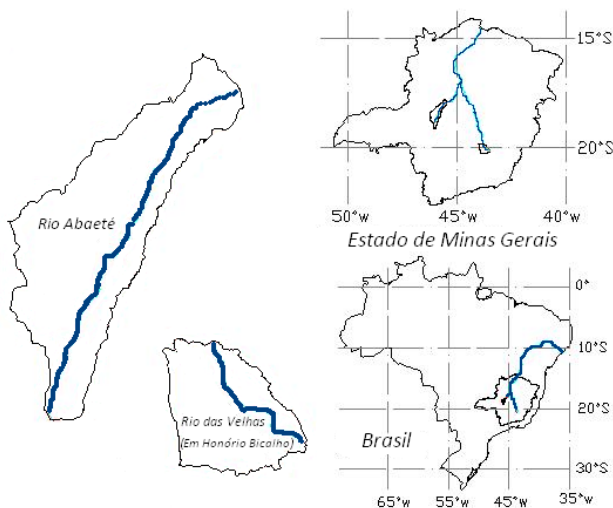 Rio Abaeté
Rio das Velhas
(Em Honório Bicalho)
15°S
20°S
50°w
45°w
40°w
Estado de Minas Gerais
0°
10°S
20°S
30°S
Brasil
65°w
55°w
45°w
35°w